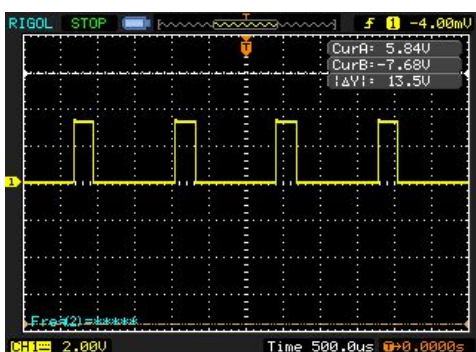 RIGOL STOP f 1 -4.00mV
T
CurA= 5.84V
CurB=-7.68V
|ΔY|= 13.5V
1
Freq(2)=*****
CH1 2.00V Time 500.0us T→0.0000s